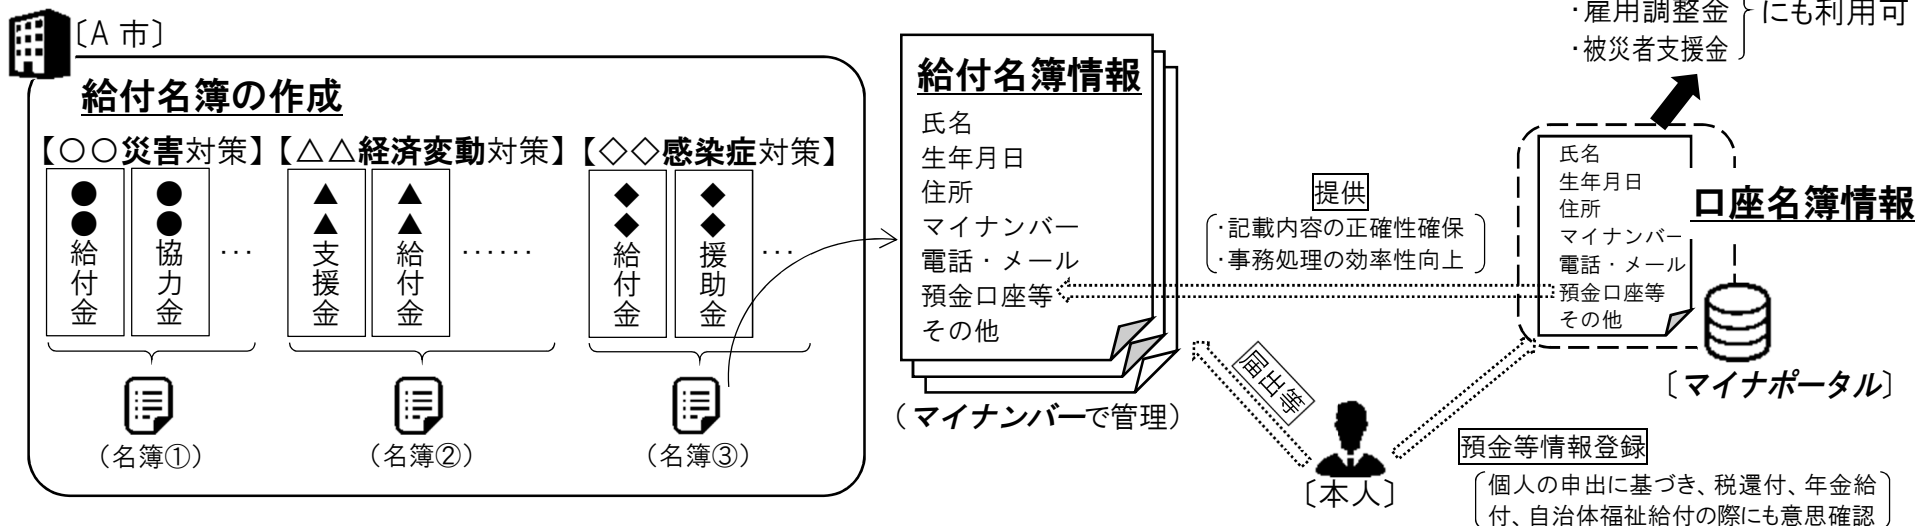 〔A 市〕
給付名簿の作成
【○○災害対策】【△△経済変動対策】【◇◇感染症対策】
●●給付金
●●協力金
…
▲▲支援金
▲▲給付金
……
◆◆給付金
◆◆援助金
…
(名簿①)
(名簿②)
(名簿③)
給付名簿情報
氏名
生年月日
住所
マイナンバー
電話・メール
預金口座等
その他
(マイナンバーで管理)
提供
・記載内容の正確性確保
・事務処理の効率性向上
届出等
〔本人〕
・雇用調整金
・被災者支援金
にも利用可
氏名
生年月日
住所
マイナンバー
電話・メール
預金口座等
その他
口座名簿情報
〔マイナポータル〕
預金等情報登録
個人の申出に基づき、税還付、年金給
付、自治体福祉給付の際にも意思確認